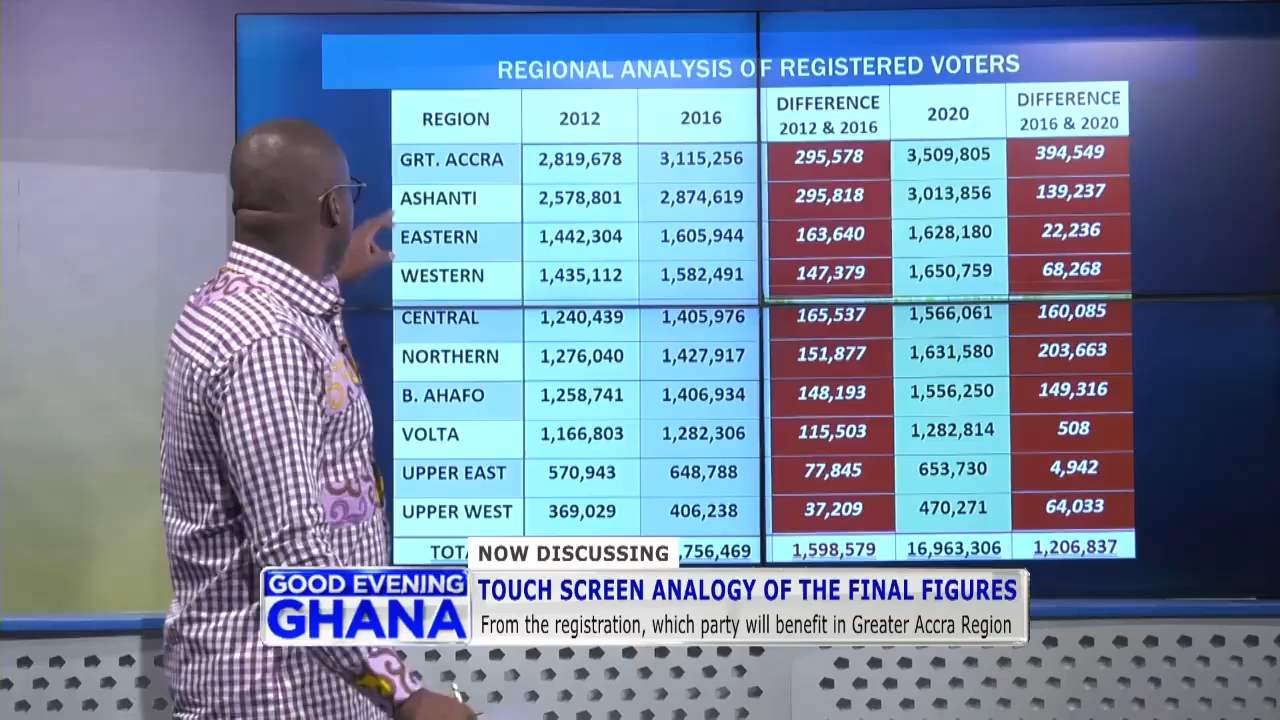 REGIONAL ANALYSIS OF REGISTERED VOTERS
REGION 2012 2016 DIFFERENCE 2012 & 2016 2020 DIFFERENCE 2016 & 2020
GRT. ACCRA 2,819,678 3,115,256 295,578 3,509,805 394,549
ASHANTI 2,578,801 2,874,619 295,818 3,013,856 139,237
EASTERN 1,442,304 1,605,944 163,640 1,628,180 22,236
WESTERN 1,435,112 1,582,491 147,379 1,650,759 68,268
CENTRAL 1,240,439 1,405,976 165,537 1,566,061 160,085
NORTHERN 1,276,040 1,427,917 151,877 1,631,580 203,663
B. AHAFO 1,258,741 1,406,934 148,193 1,556,250 149,316
VOLTA 1,166,803 1,282,306 115,503 1,282,814 508
UPPER EAST 570,943 648,788 77,845 653,730 4,942
UPPER WEST 369,029 406,238 37,209 470,271 64,033
TOT ,756,469 1,598,579 16,963,306 1,206,837
NOW DISCUSSING
GOOD EVENING
GHANA
TOUCH SCREEN ANALOGY OF THE FINAL FIGURES
From the registration, which party will benefit in Greater Accra Region